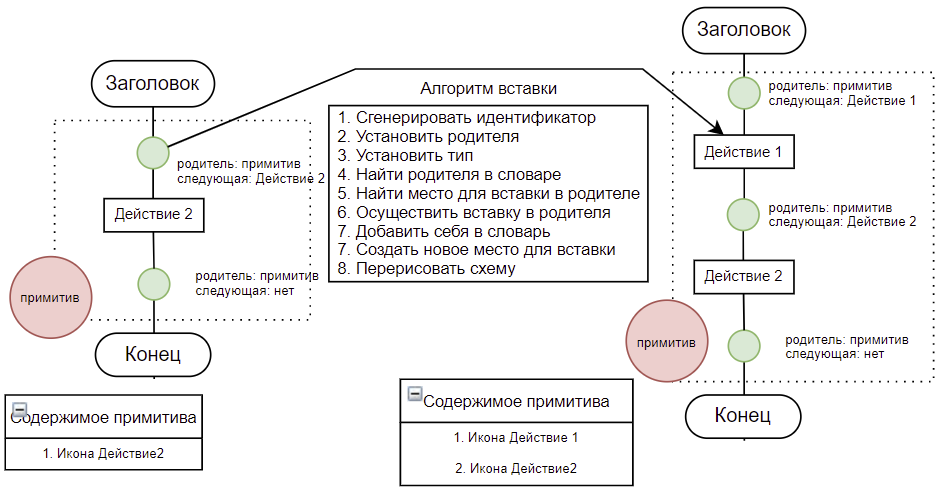 Заголовок
родитель: примитив
следующая: Действие 2
Действие 2
родитель: примитив
следующая: нет
примитив
Конец
Содержимое примитива
1. Икона Действие2
Алгоритм вставки
1. Сгенерировать идентификатор
2. Установить родителя
3. Установить тип
4. Найти родителя в словаре
5. Найти место для вставки в родителе
6. Осуществить вставку в родителя
7. Добавить себя в словарь
7. Создать новое место для вставки
8. Перерисовать схему
Заголовок
родитель: примитив
следующая: Действие 1
Действие 1
родитель: примитив
следующая: Действие 2
Действие 2
родитель: примитив
следующая: нет
примитив
Конец
Содержимое примитива
1. Икона Действие 1
2. Икона Действие2